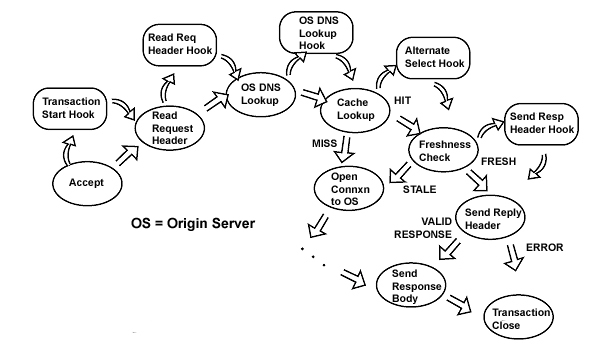 OS DNS
Lookup
Hook
Read Req
Header Hook
Alternate
Select Hook
OS DNS
Lookup
Transaction
Start Hook
Cache
Lookup
HIT
Read
Request
Header
Send Resp
Header Hook
MISS
Freshness
Check
FRESH
Accept
Open
Connxn
to OS
STALE
OS = Origin Server
VALID
RESPONSE
Send Reply
Header
ERROR
Send
Response
Body
Transaction
Close